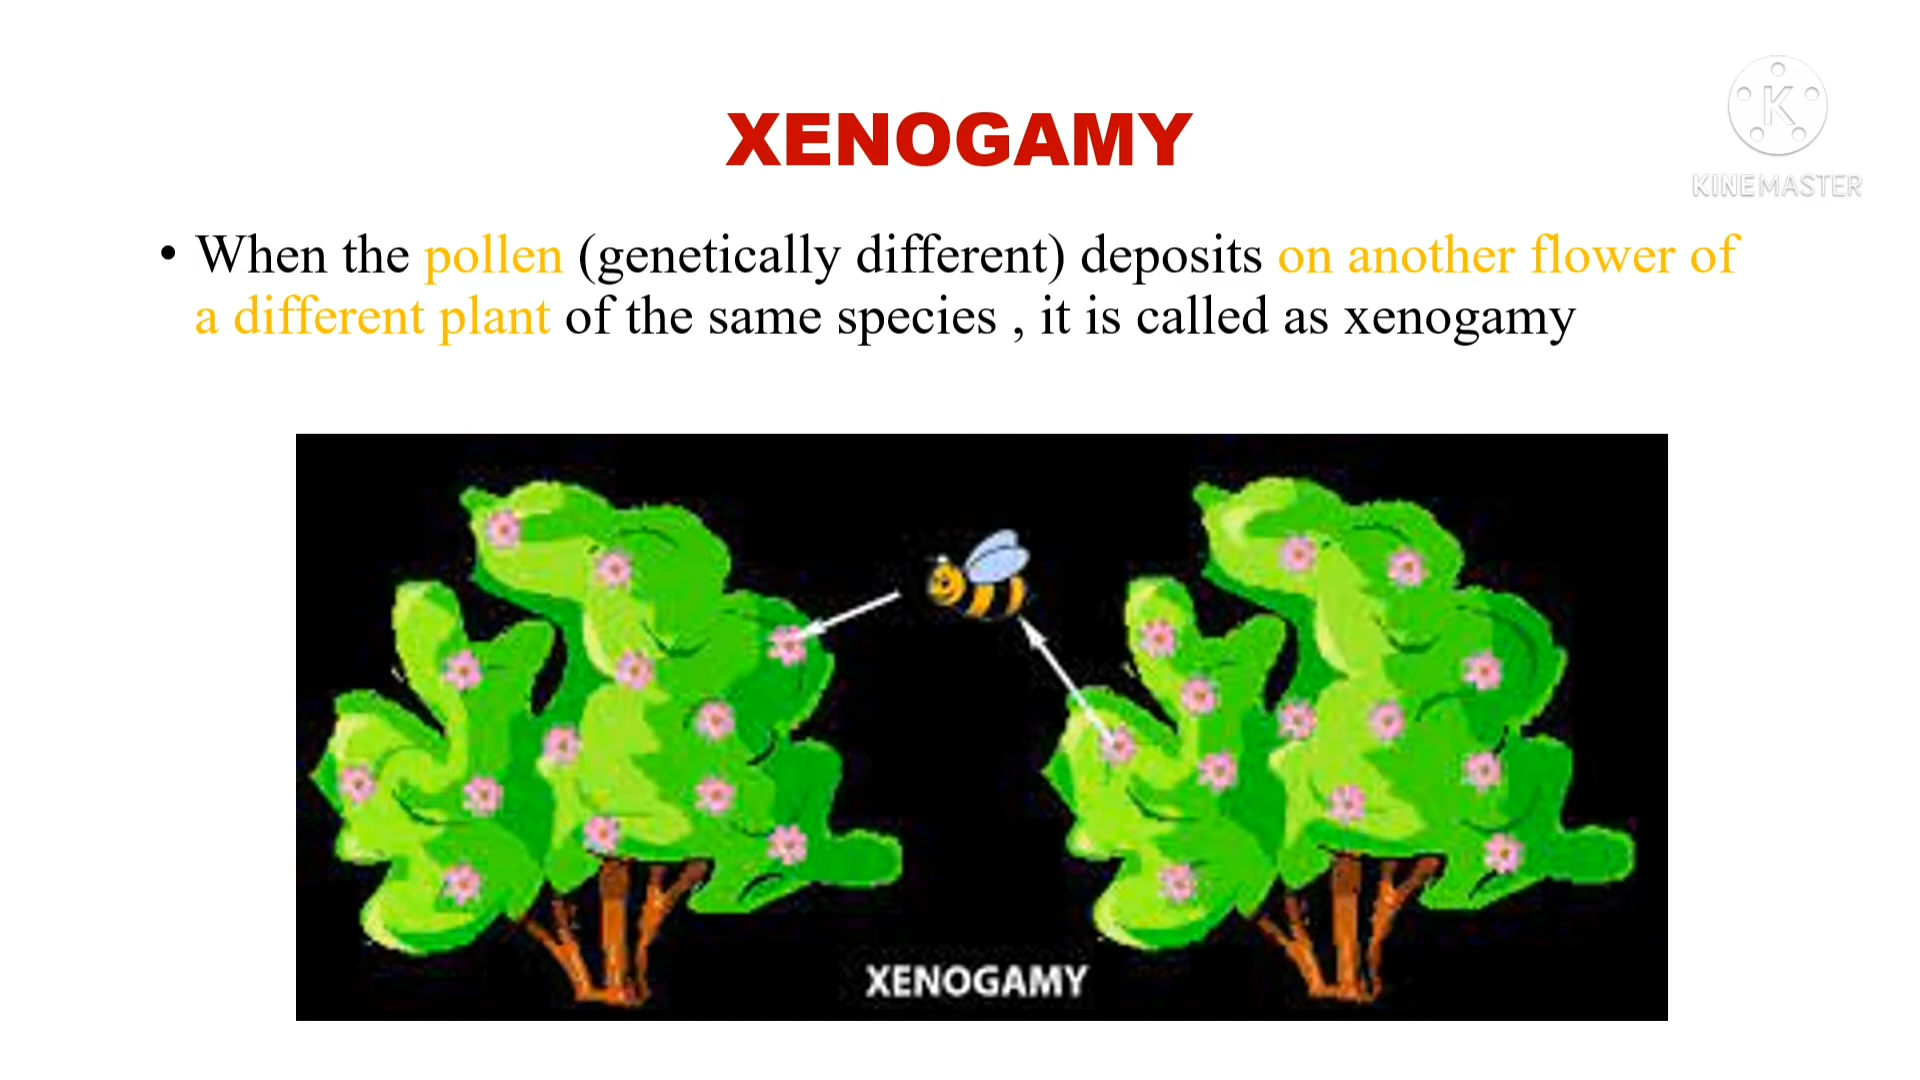 K
KINEMASTER
XENOGAMY
• When the pollen (genetically different) deposits on another flower of
a different plant of the same species , it is called as xenogamy
XENOGAMY